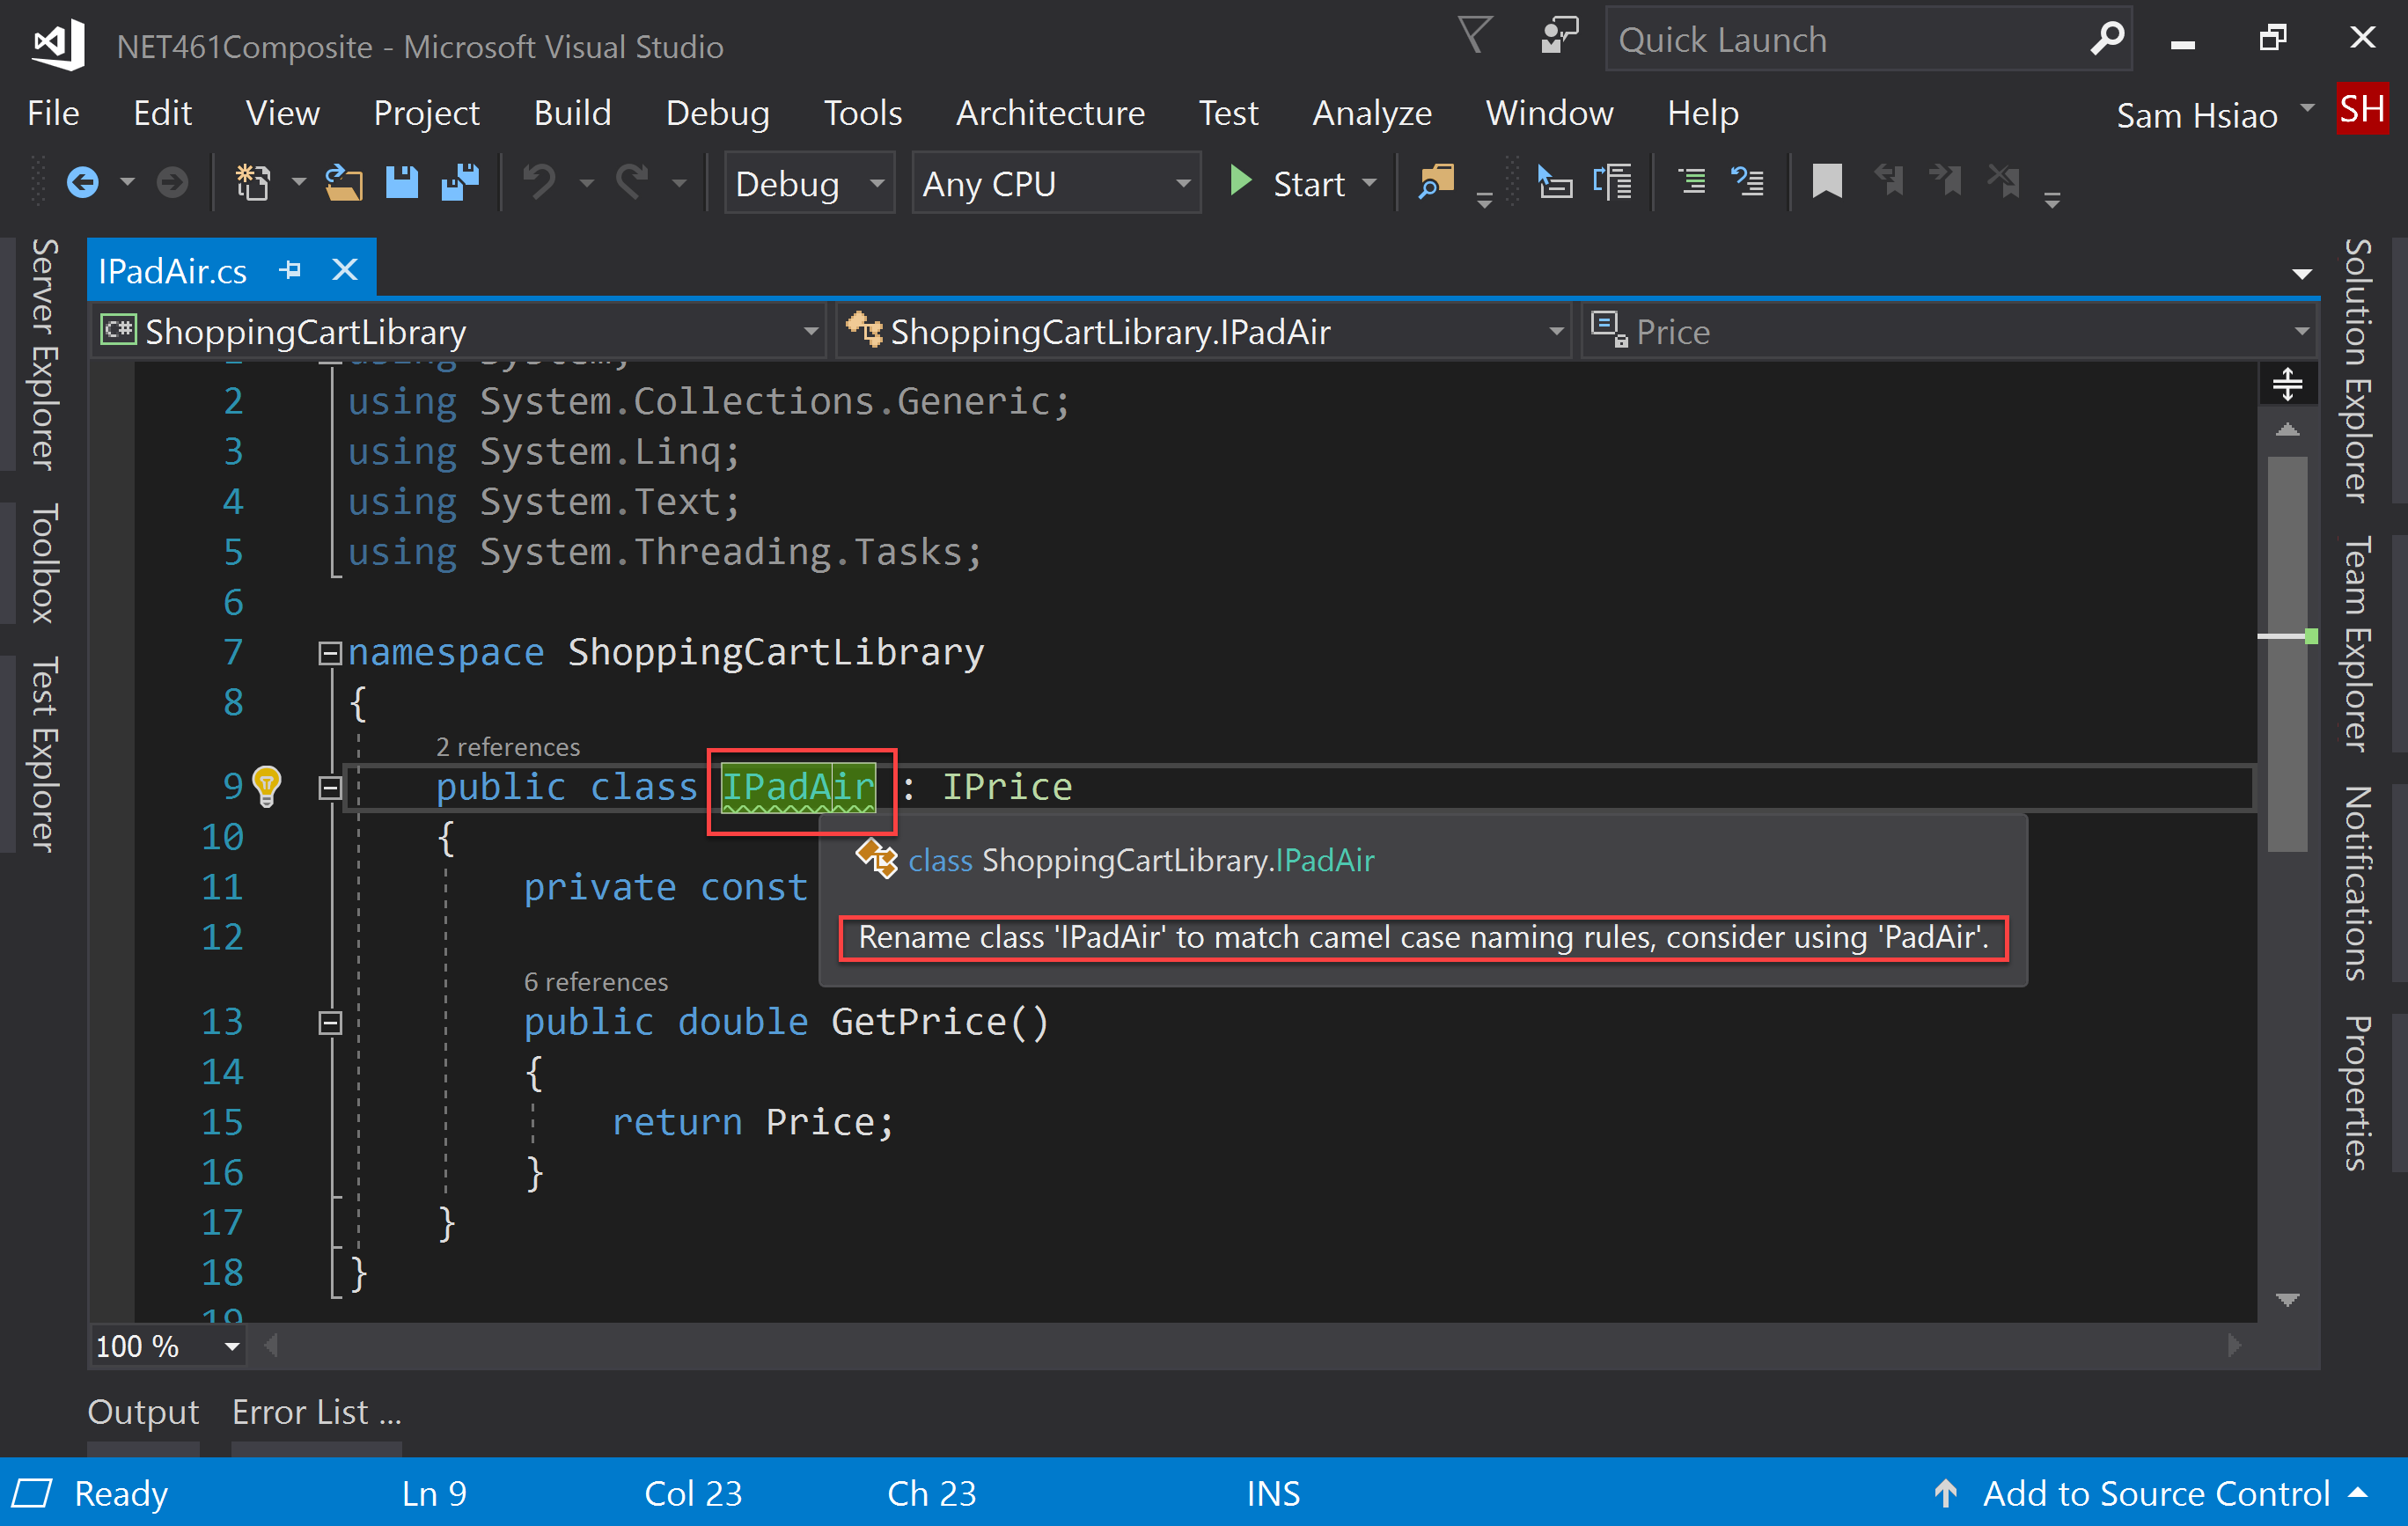 NET461Composite - Microsoft Visual Studio
Quick Launch
File Edit View Project Build Debug Tools Architecture Test Analyze Window Help
Sam Hsiao SH
Debug Any CPU Start
Server Explorer
Toolbox
Test Explorer
IPadAir.cs
C# ShoppingCartLibrary ShoppingCartLibrary.IPadAir Price
1 using System;
2 using System.Collections.Generic;
3 using System.Linq;
4 using System.Text;
5 using System.Threading.Tasks;
6
7 namespace ShoppingCartLibrary
8 {
2 references
9 public class IPadAir : IPrice
10 {
class ShoppingCartLibrary.IPadAir
11 private const
12
Rename class 'IPadAir' to match camel case naming rules, consider using 'PadAir'.
6 references
13 public double GetPrice()
14 {
15 return Price;
16 }
17 }
18 }
19
100 %
Solution Explorer
Team Explorer
Notifications
Properties
Output Error List ...
Ready Ln 9 Col 23 Ch 23 INS Add to Source Control